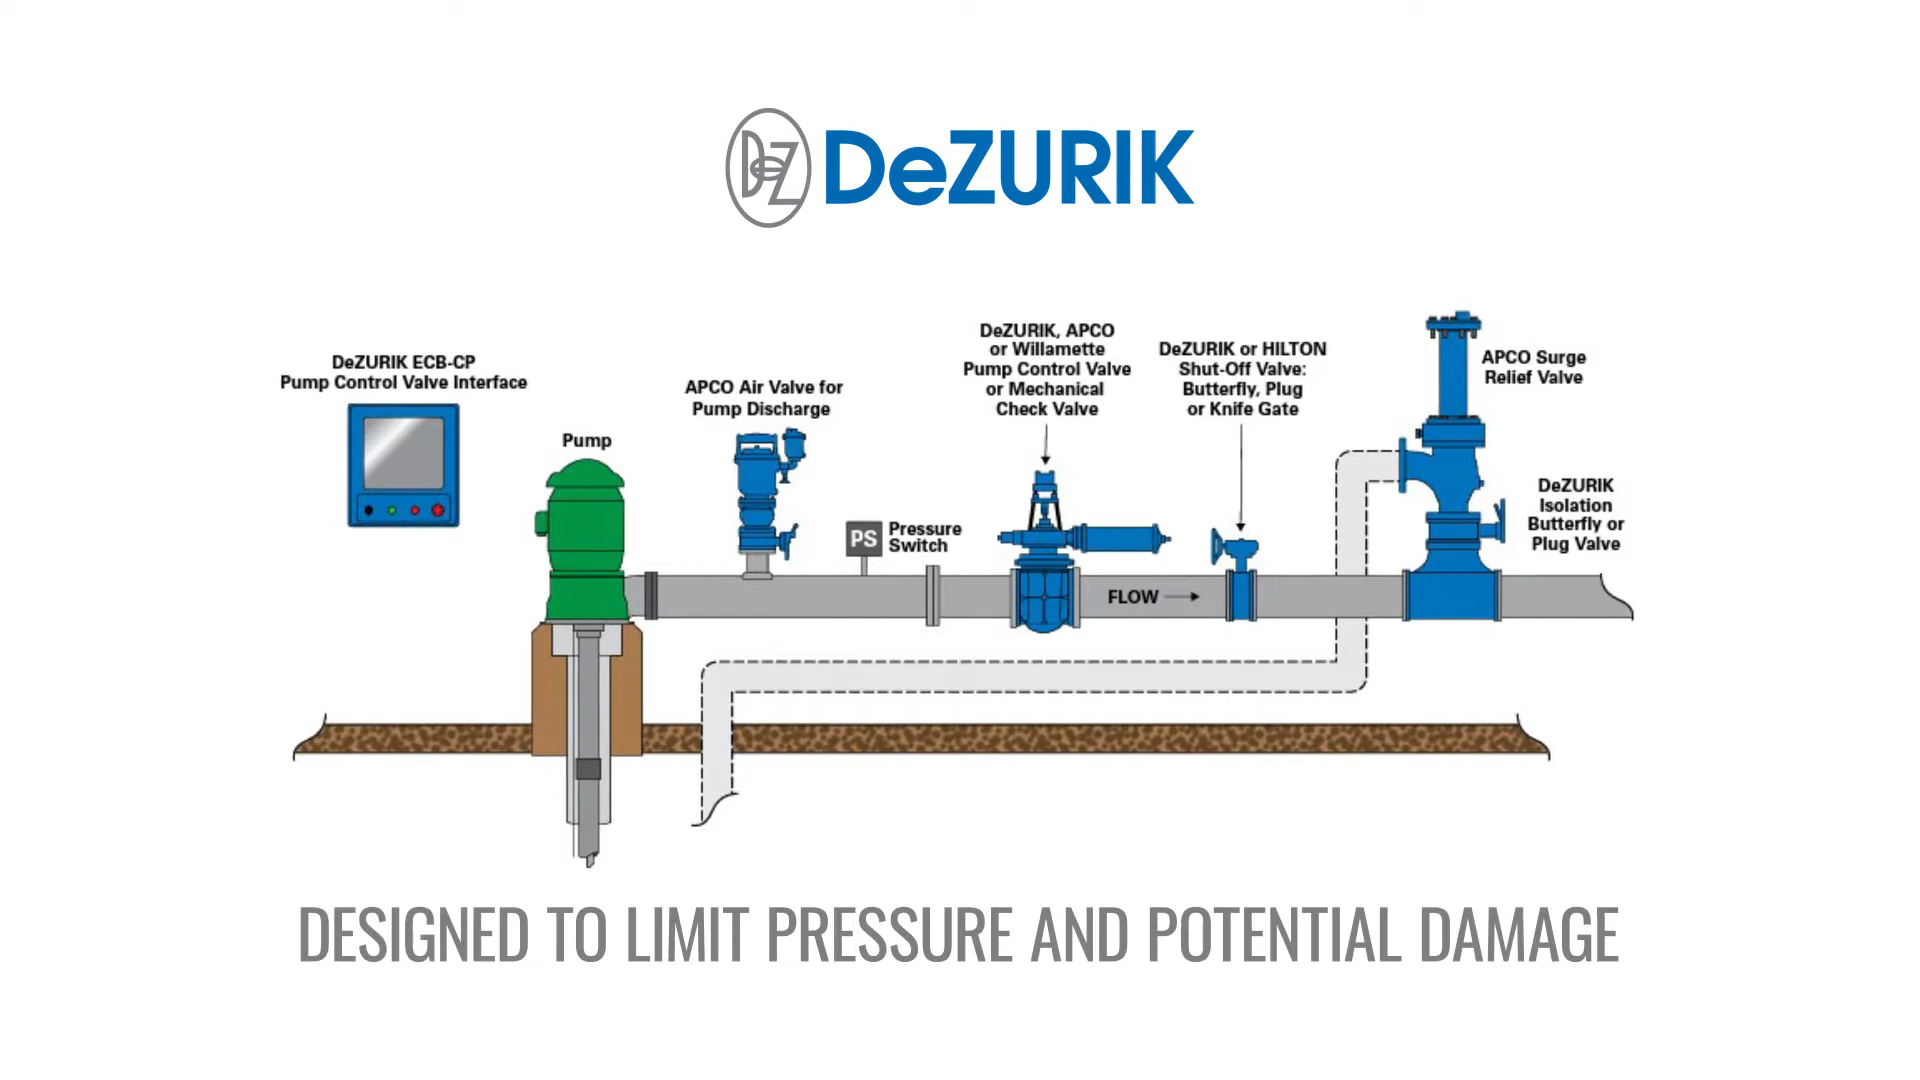 DeZ DeZURIK
DeZURIK ECB-CP
Pump Control Valve Interface
Pump
APCO Air Valve for
Pump Discharge
PS
Pressure
Switch
DeZURIK, APCO
or Willamette
Pump Control Valve
or Mechanical
Check Valve
DeZURIK or HILTON
Shut-Off Valve:
Butterfly, Plug
or Knife Gate
APCO Surge
Relief Valve
DeZURIK
Isolation
Butterfly or
Plug Valve
FLOW
DESIGNED TO LIMIT PRESSURE AND POTENTIAL DAMAGE